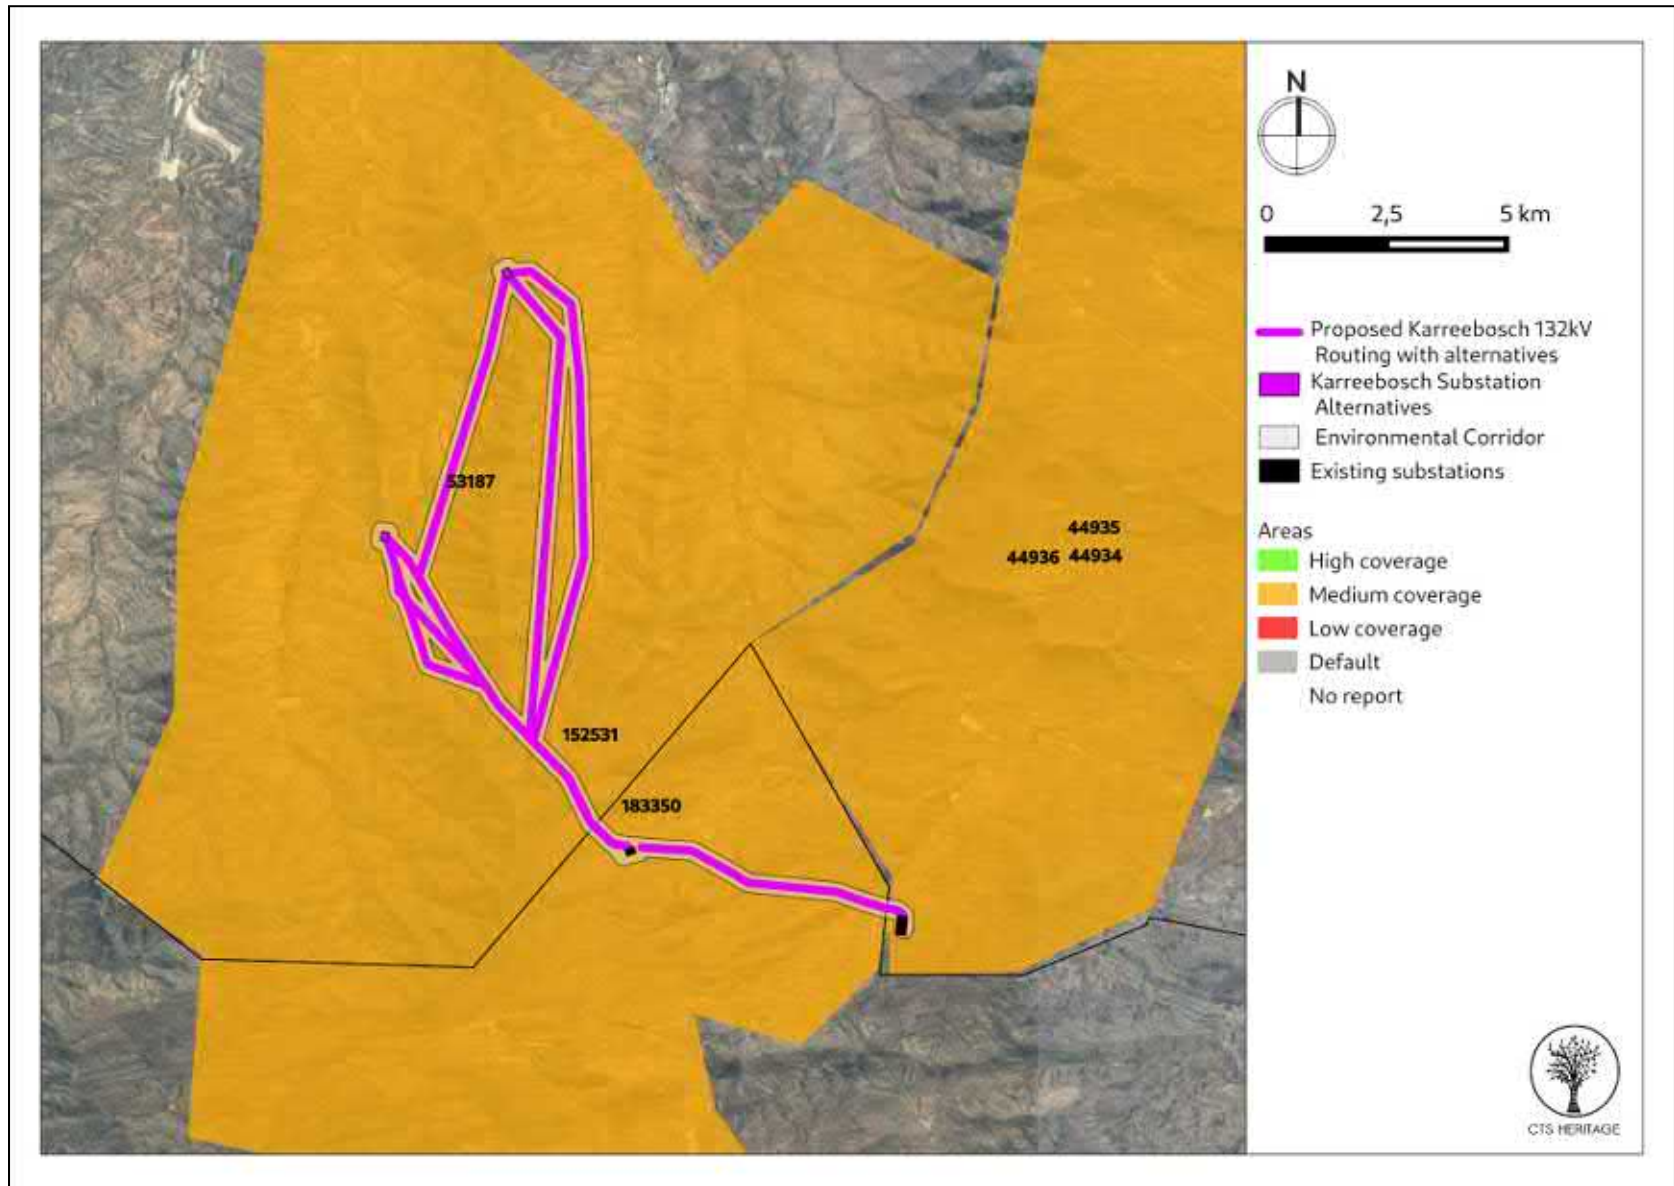 N
0 2,5 5 km
Proposed Karreebosch 132kV
Routing with alternatives
Karreebosch Substation
Alternatives
Environmental Corridor
Existing substations
Areas
High coverage
Medium coverage
Low coverage
Default
No report
53187
44935
44936 44934
152531
183350
CTS HERITAGE